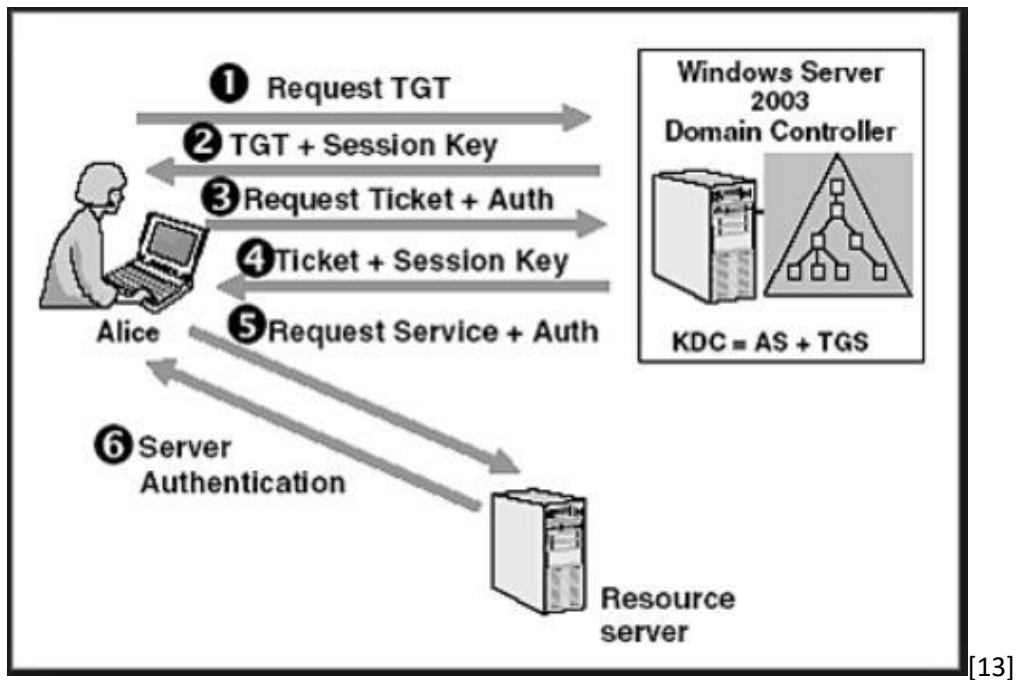 ❶ Request TGT
❷ TGT + Session Key
❸ Request Ticket + Auth
❹ Ticket + Session Key
❺ Request Service + Auth
❻ Server
Authentication
Alice
Windows Server
2003
Domain Controller
KDC = AS + TGS
Resource
server
[13]